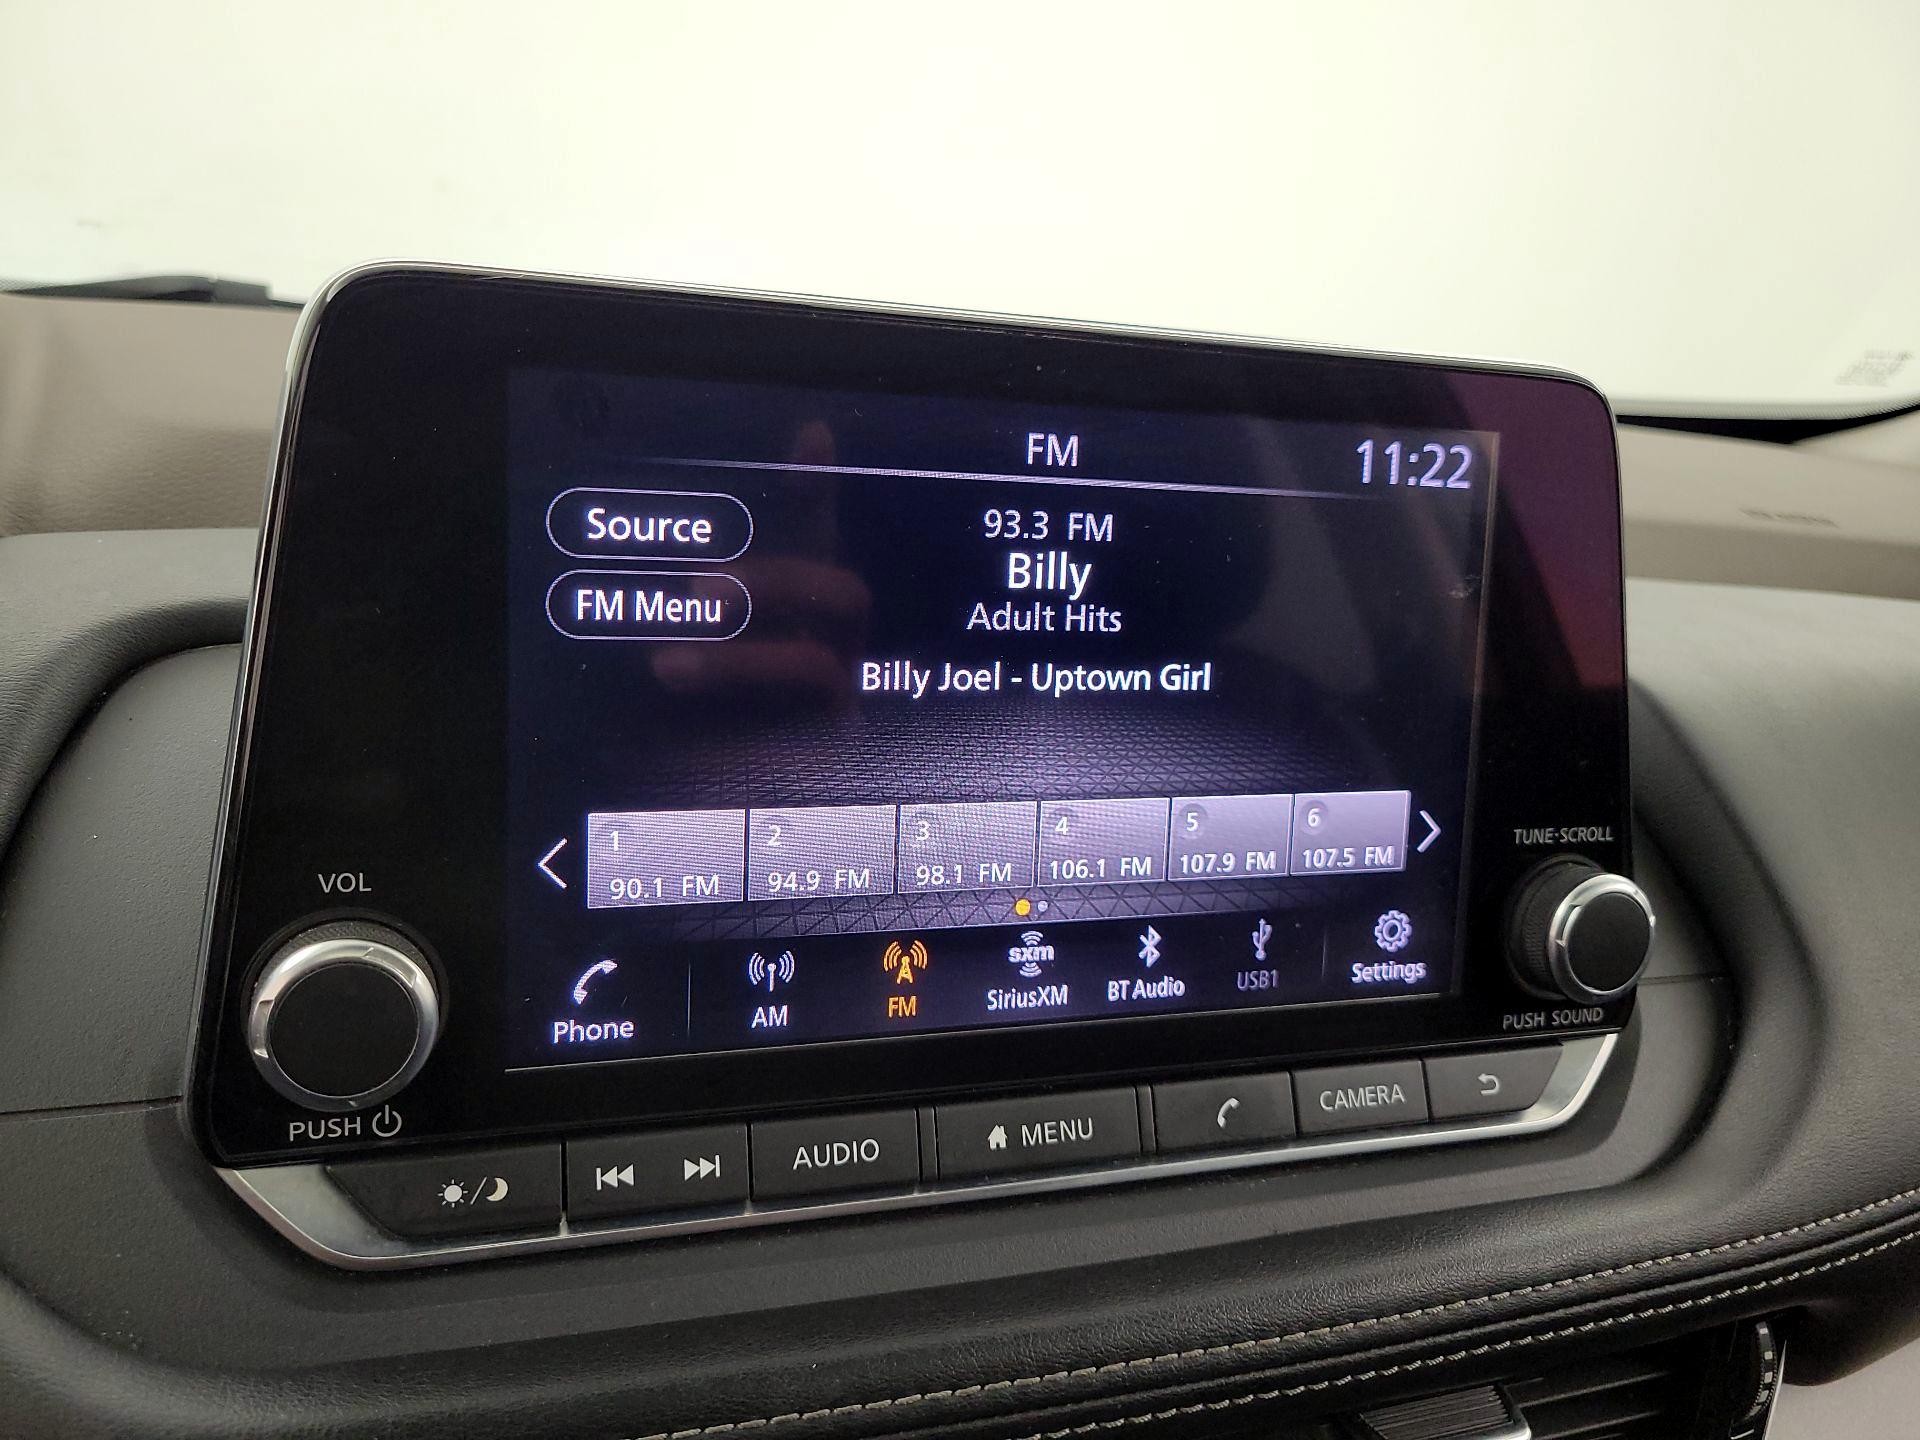 FM
11:22
Source
93.3 FM
Billy
FM Menu
Adult Hits
Billy Joel - Uptown Girl
1
2
3
4
5
6
90.1 FM
94.9 FM
98.1 FM
106.1 FM
107.9 FM
107.5 FM
Phone
AM
FM
sxm
SiriusXM
BT Audio
USB1
Settings
VOL
PUSH
TUNE·SCROLL
PUSH SOUND
AUDIO
MENU
CAMERA